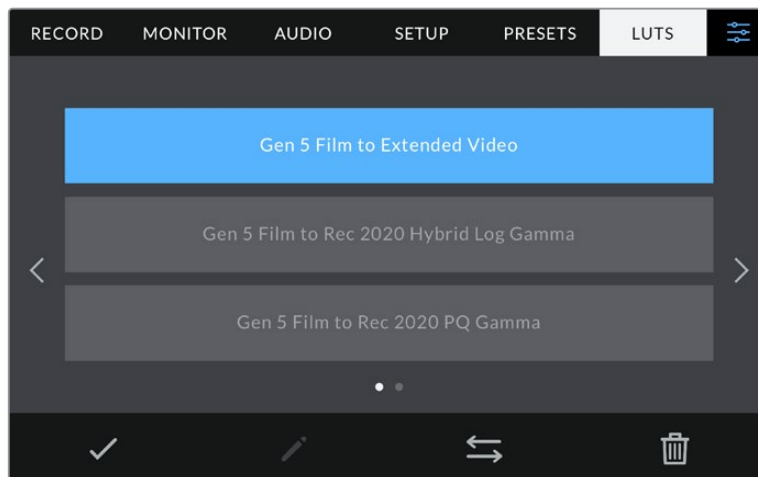 RECORD MONITOR AUDIO SETUP PRESETS LUTS
Gen 5 Film to Extended Video
Gen 5 Film to Rec 2020 Hybrid Log Gamma
Gen 5 Film to Rec 2020 PQ Gamma